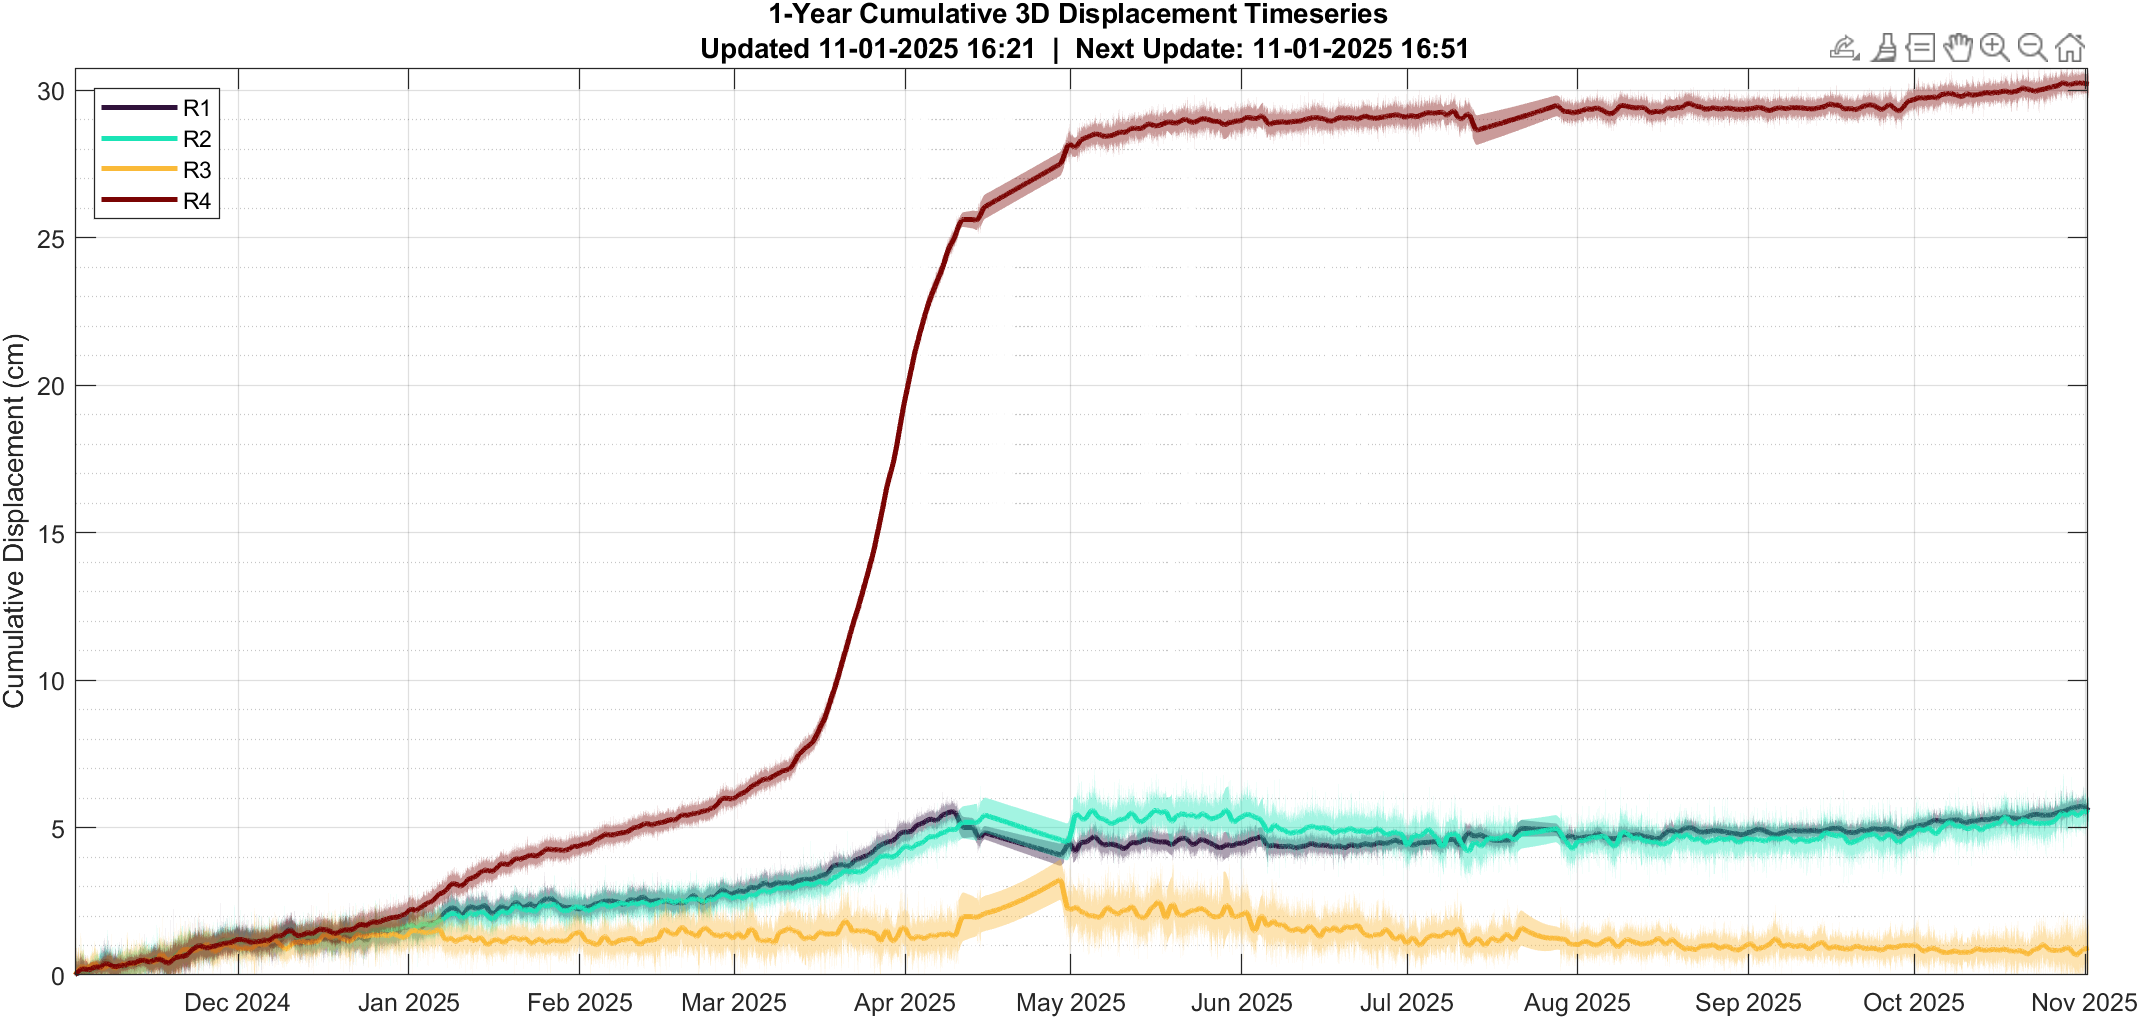 1-Year Cumulative 3D Displacement Timeseries
Updated 11-01-2025 16:21 | Next Update: 11-01-2025 16:51
R1
R2
R3
R4
Cumulative Displacement (cm)
30
25
20
15
10
5
0
Dec 2024 Jan 2025 Feb 2025 Mar 2025 Apr 2025 May 2025 Jun 2025 Jul 2025 Aug 2025 Sep 2025 Oct 2025 Nov 2025